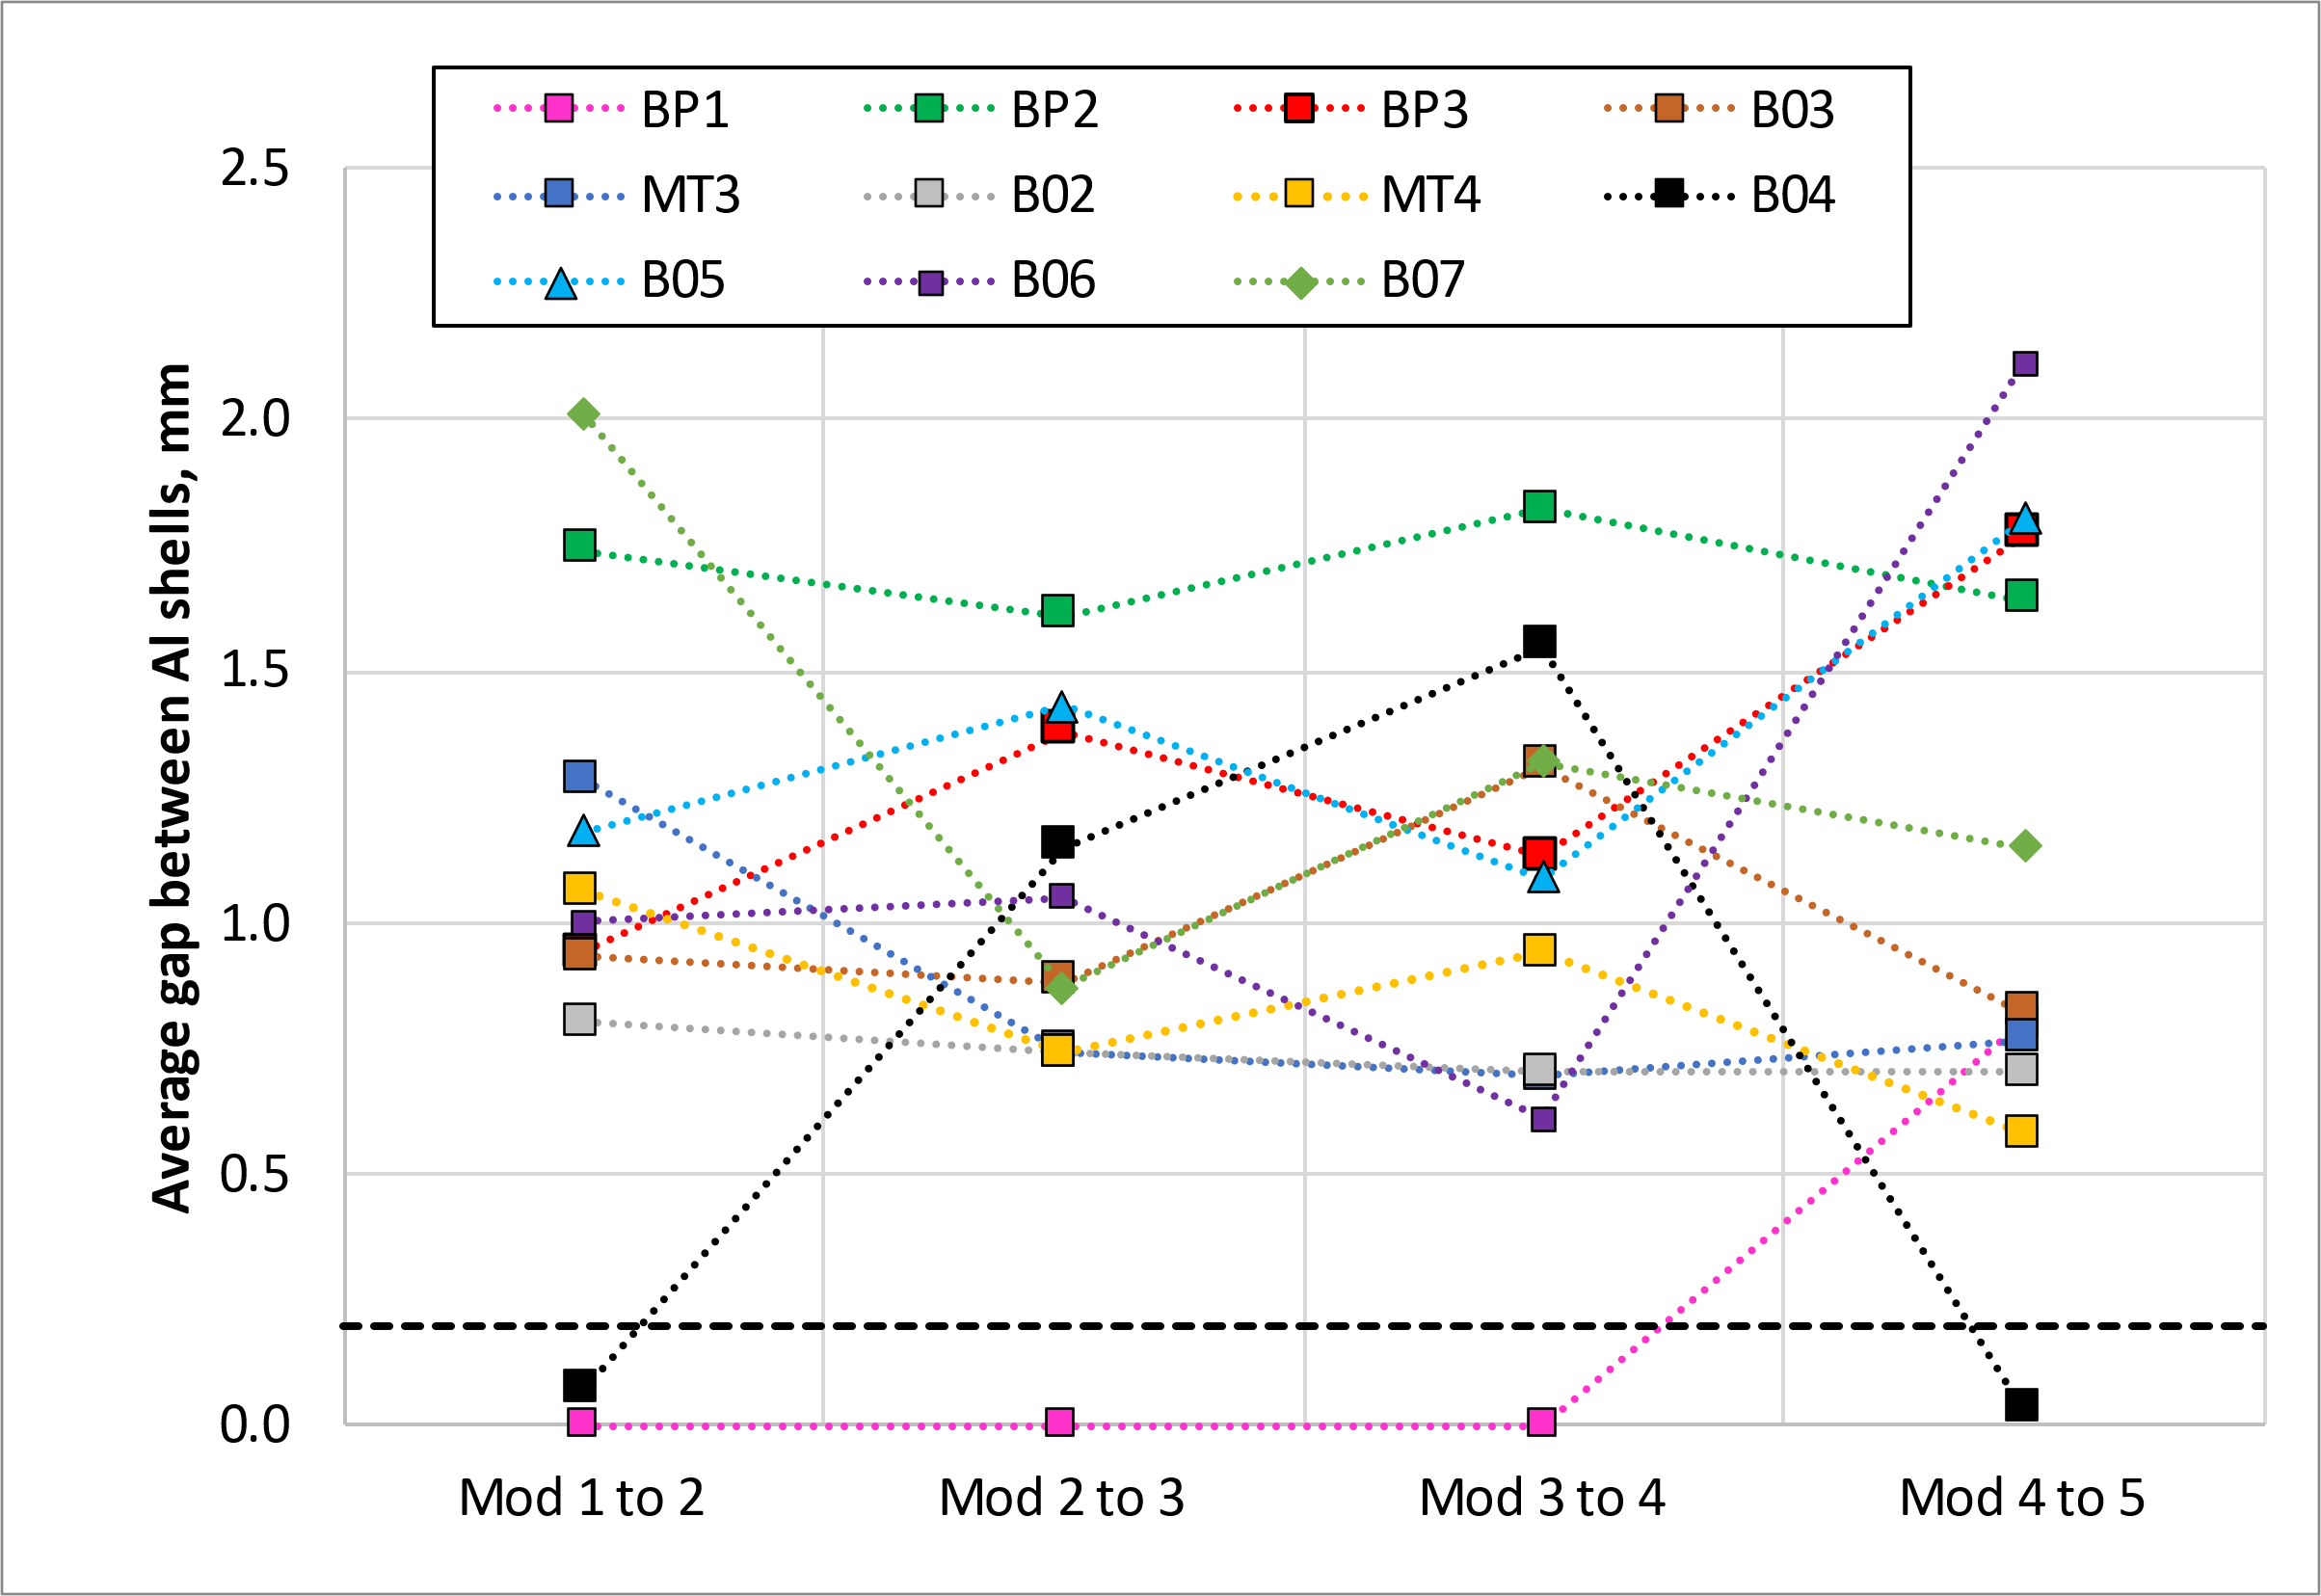 BP1 BP2 BP3 B03
MT3 B02 MT4 B04
B05 B06 B07
Average gap between Al shells, mm
2.5
2.0
1.5
1.0
0.5
0.0
Mod 1 to 2 Mod 2 to 3 Mod 3 to 4 Mod 4 to 5